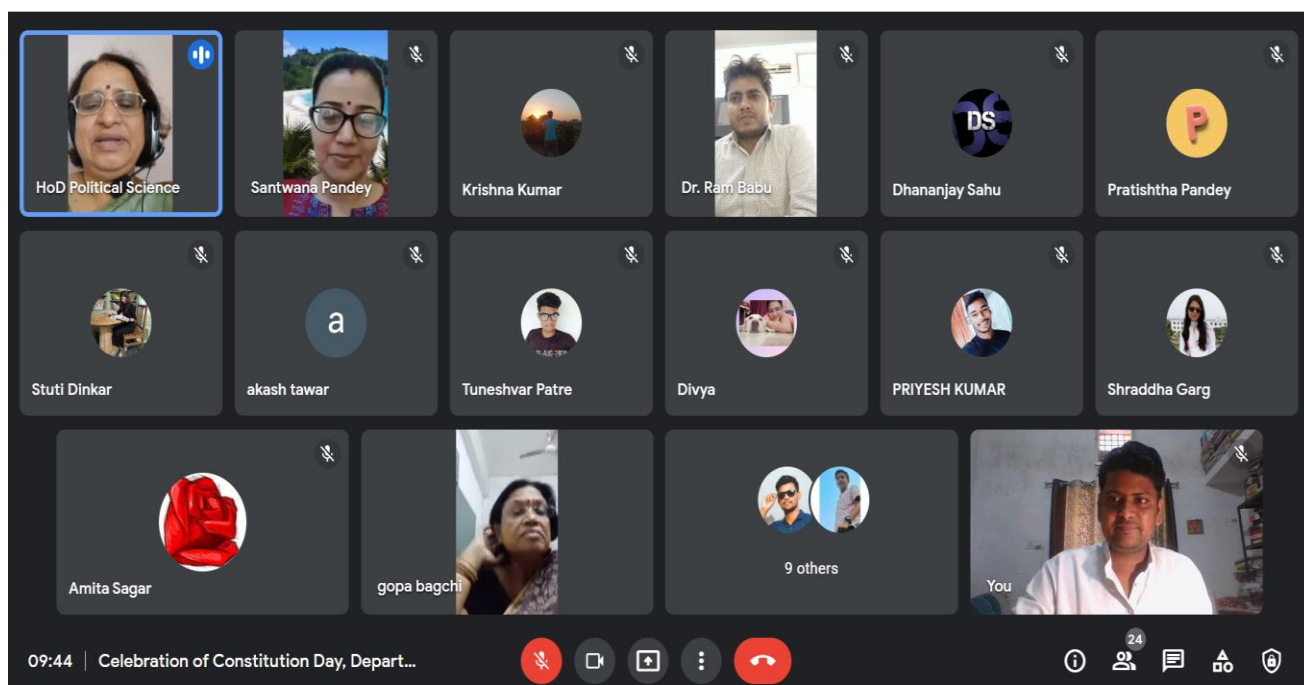 HoD Political Science
Santwana Pandey
Krishna Kumar
Dr. Ram Babu
DS
Dhananjay Sahu
P
Pratishtha Pandey
Stuti Dinkar
a
akash tawar
Tuneshvar Patre
Divya
PRIYESH KUMAR
Shraddha Garg
Amita Sagar
gopa bagchi
9 others
You
09:44 | Celebration of Constitution Day, Depart...
24